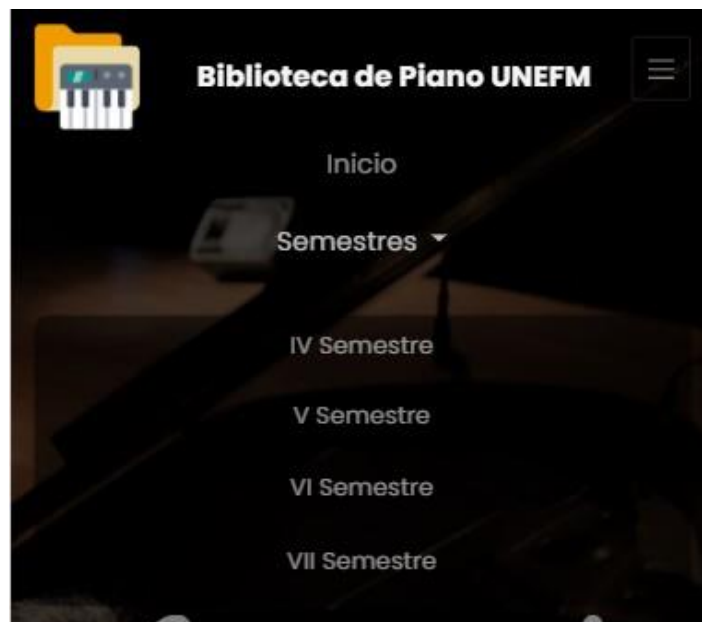 Biblioteca de Piano UNEFM
Inicio
Semestres
IV Semestre
V Semestre
VI Semestre
VII Semestre